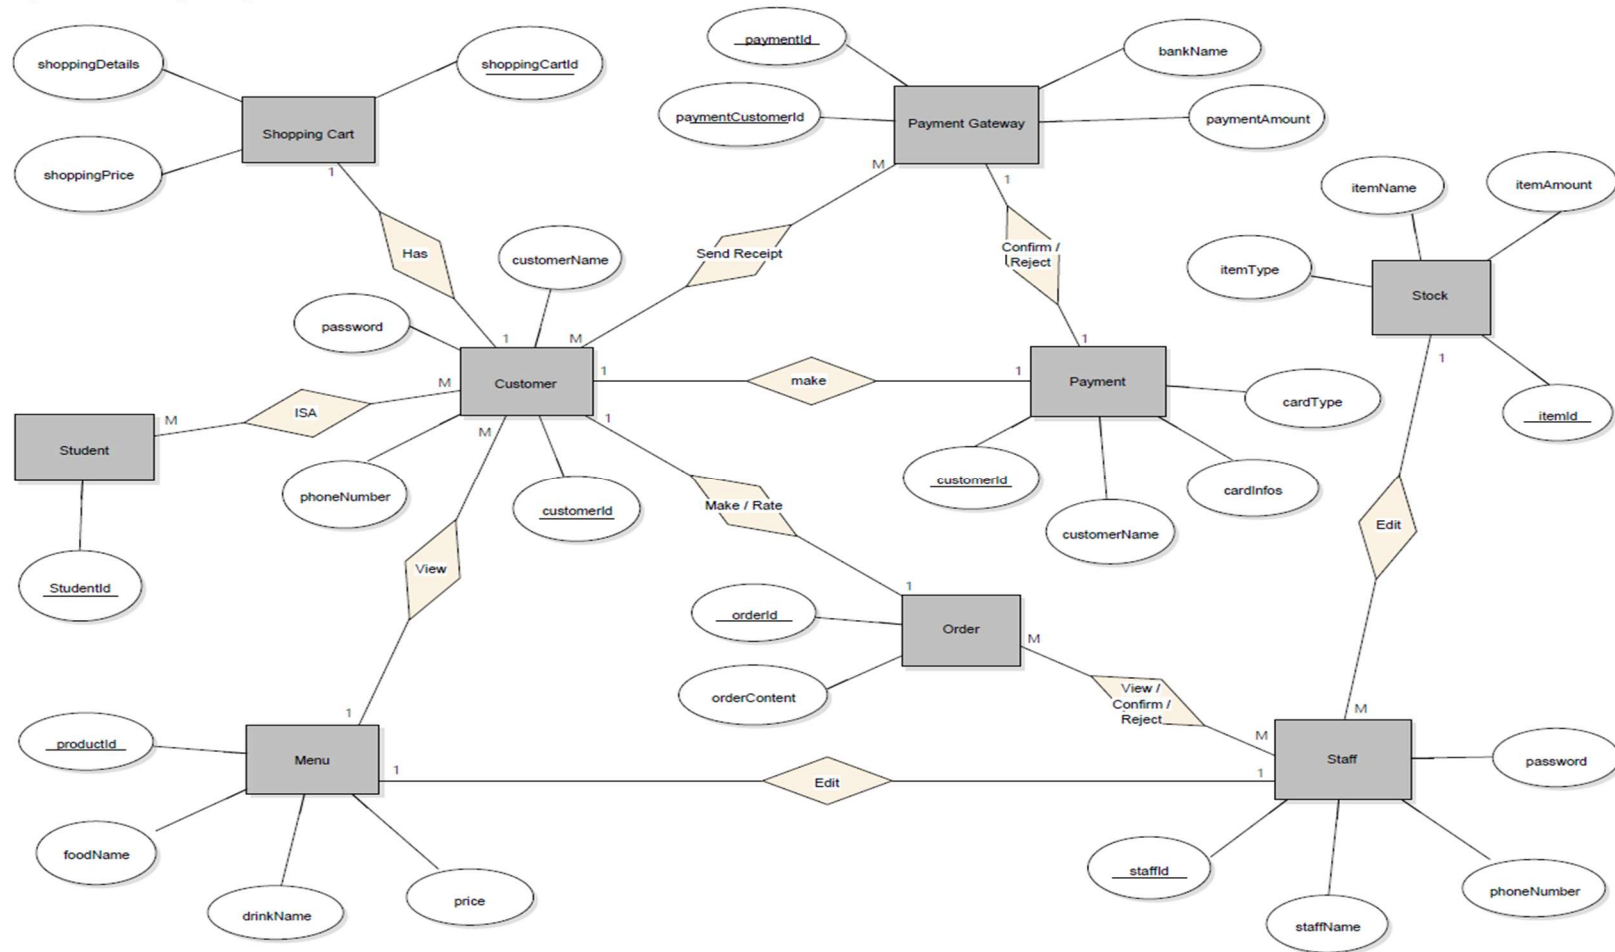 paymentId
bankName
shoppingDetails
shoppingCartId
paymentCustomerId
Payment Gateway
paymentAmount
Shopping Cart
shoppingPrice
1
M
1
itemName
itemAmount
Has
customerName
Send Receipt
Confirm /
Reject
itemType
Stock
password
1
M
1
1
Customer
M
1
make
1
Payment
cardType
ISA
M
Student
M
1
itemId
phoneNumber
customerId
customerId
cardInfos
Make / Rate
customerName
Edit
View
StudentId
1
orderId
Order
M
orderContent
View /
Confirm /
Reject
1
M
M
productId
Menu
1
Edit
1
Staff
password
foodName
drinkName
price
staffId
staffName
phoneNumber